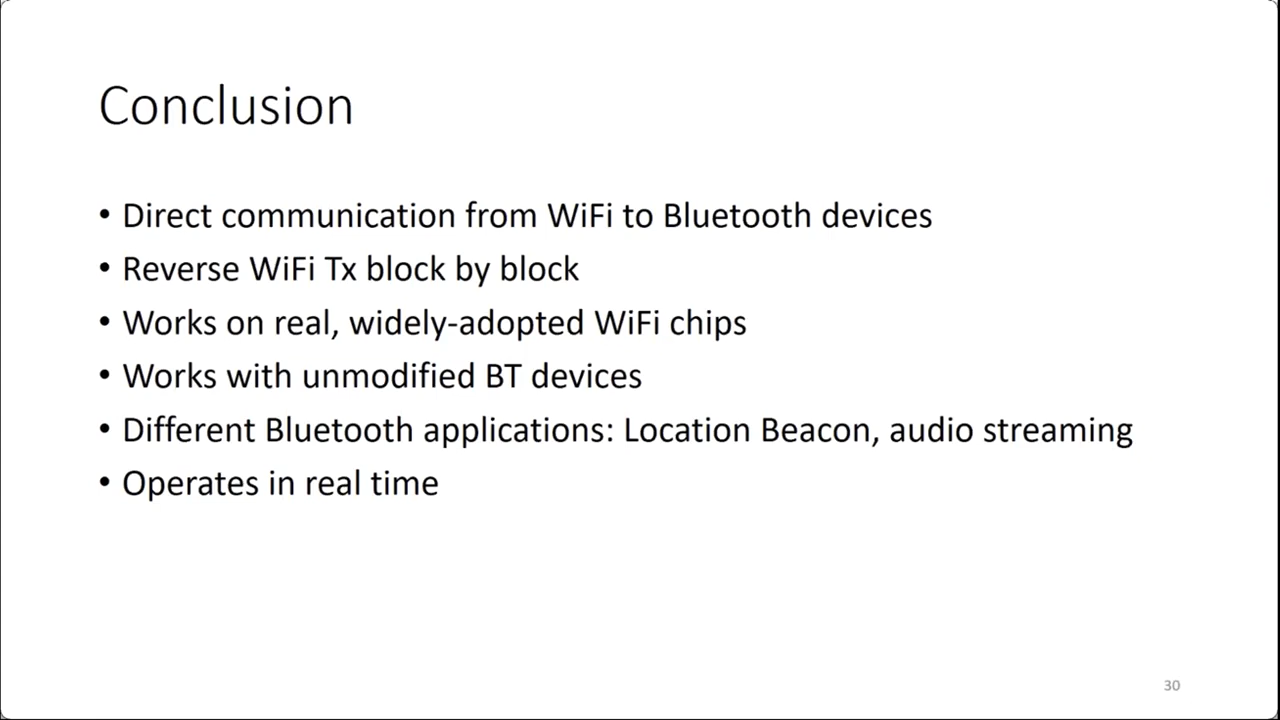 Conclusion
• Direct communication from WiFi to Bluetooth devices
• Reverse WiFi Tx block by block
• Works on real, widely-adopted WiFi chips
• Works with unmodified BT devices
• Different Bluetooth applications: Location Beacon, audio streaming
• Operates in real time
30